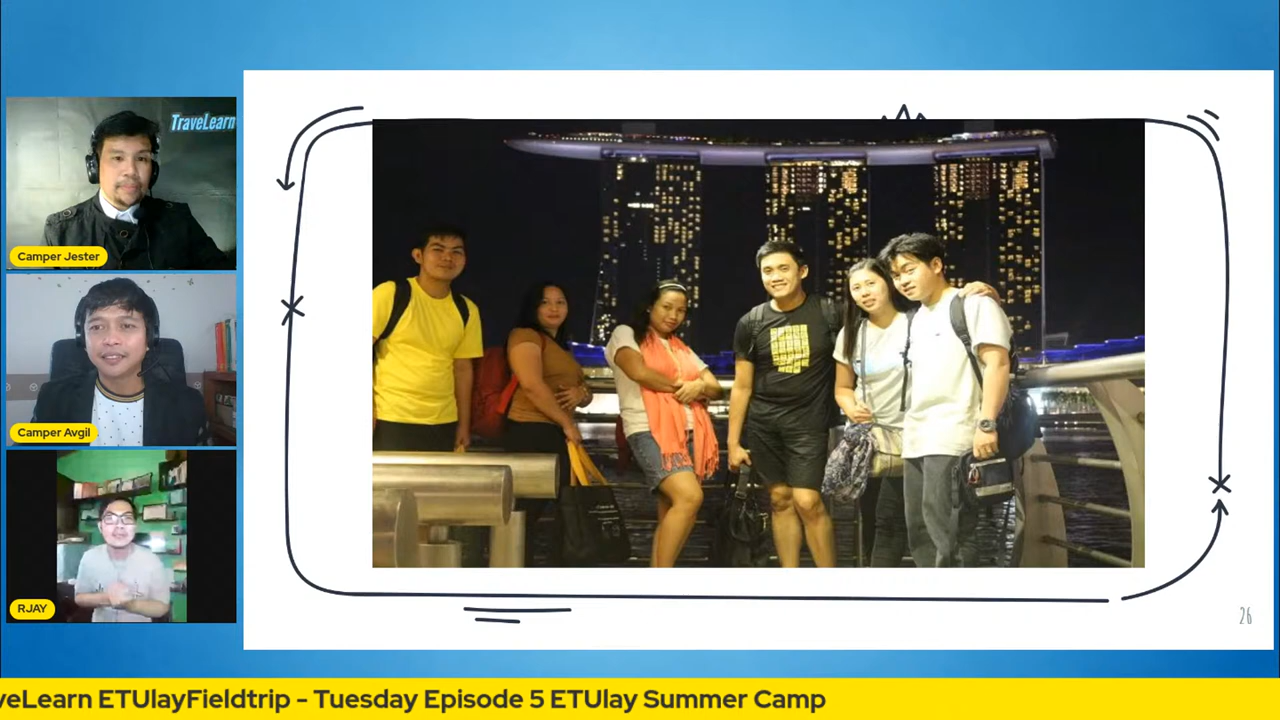 TraveLearn
Camper Jester
Camper Avgil
RJAY
26
veLearn ETUlayFieldtrip - Tuesday Episode 5 ETUlay Summer Camp